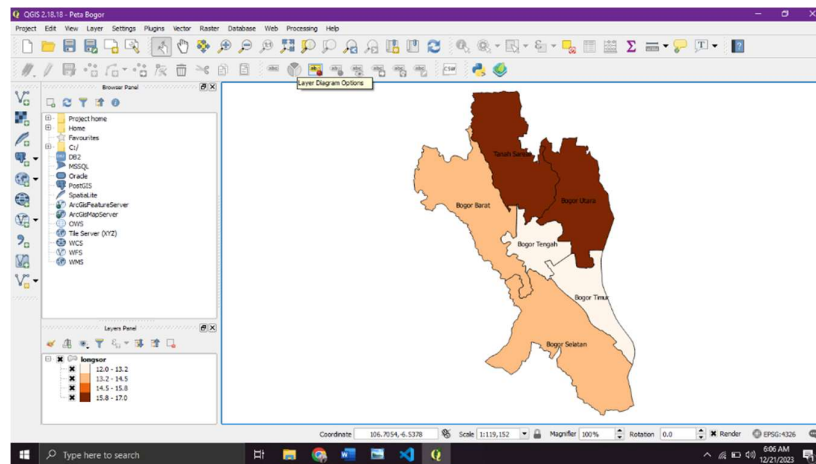 QGIS 2.18.18 - Peta Bogor
Project Edit View Layer Settings Plugins Vector Raster Database Web Processing Help
CSW
Layer Diagram Options
Browser Panel
Project home
Home
Favourites
C:/
DB2
MSSQL
Oracle
PostGIS
SpatiaLite
ArcGisFeatureServer
ArcGisMapServer
OWS
Tile Server (XYZ)
WCS
WFS
WMS
Tanah Sareal
Bogor Utara
Bogor Barat
Bogor Tengah
Bogor Timur
Bogor Selatan
Layers Panel
longsor
12.0 - 13.2
13.2 - 14.5
14.5 - 15.8
15.8 - 17.0
Coordinate 106.7054,-6.5378 Scale 1:119,152 Magnifier 100% Rotation 0.0 Render EPSG:4326
Type here to search
6:06 AM
12/21/2023